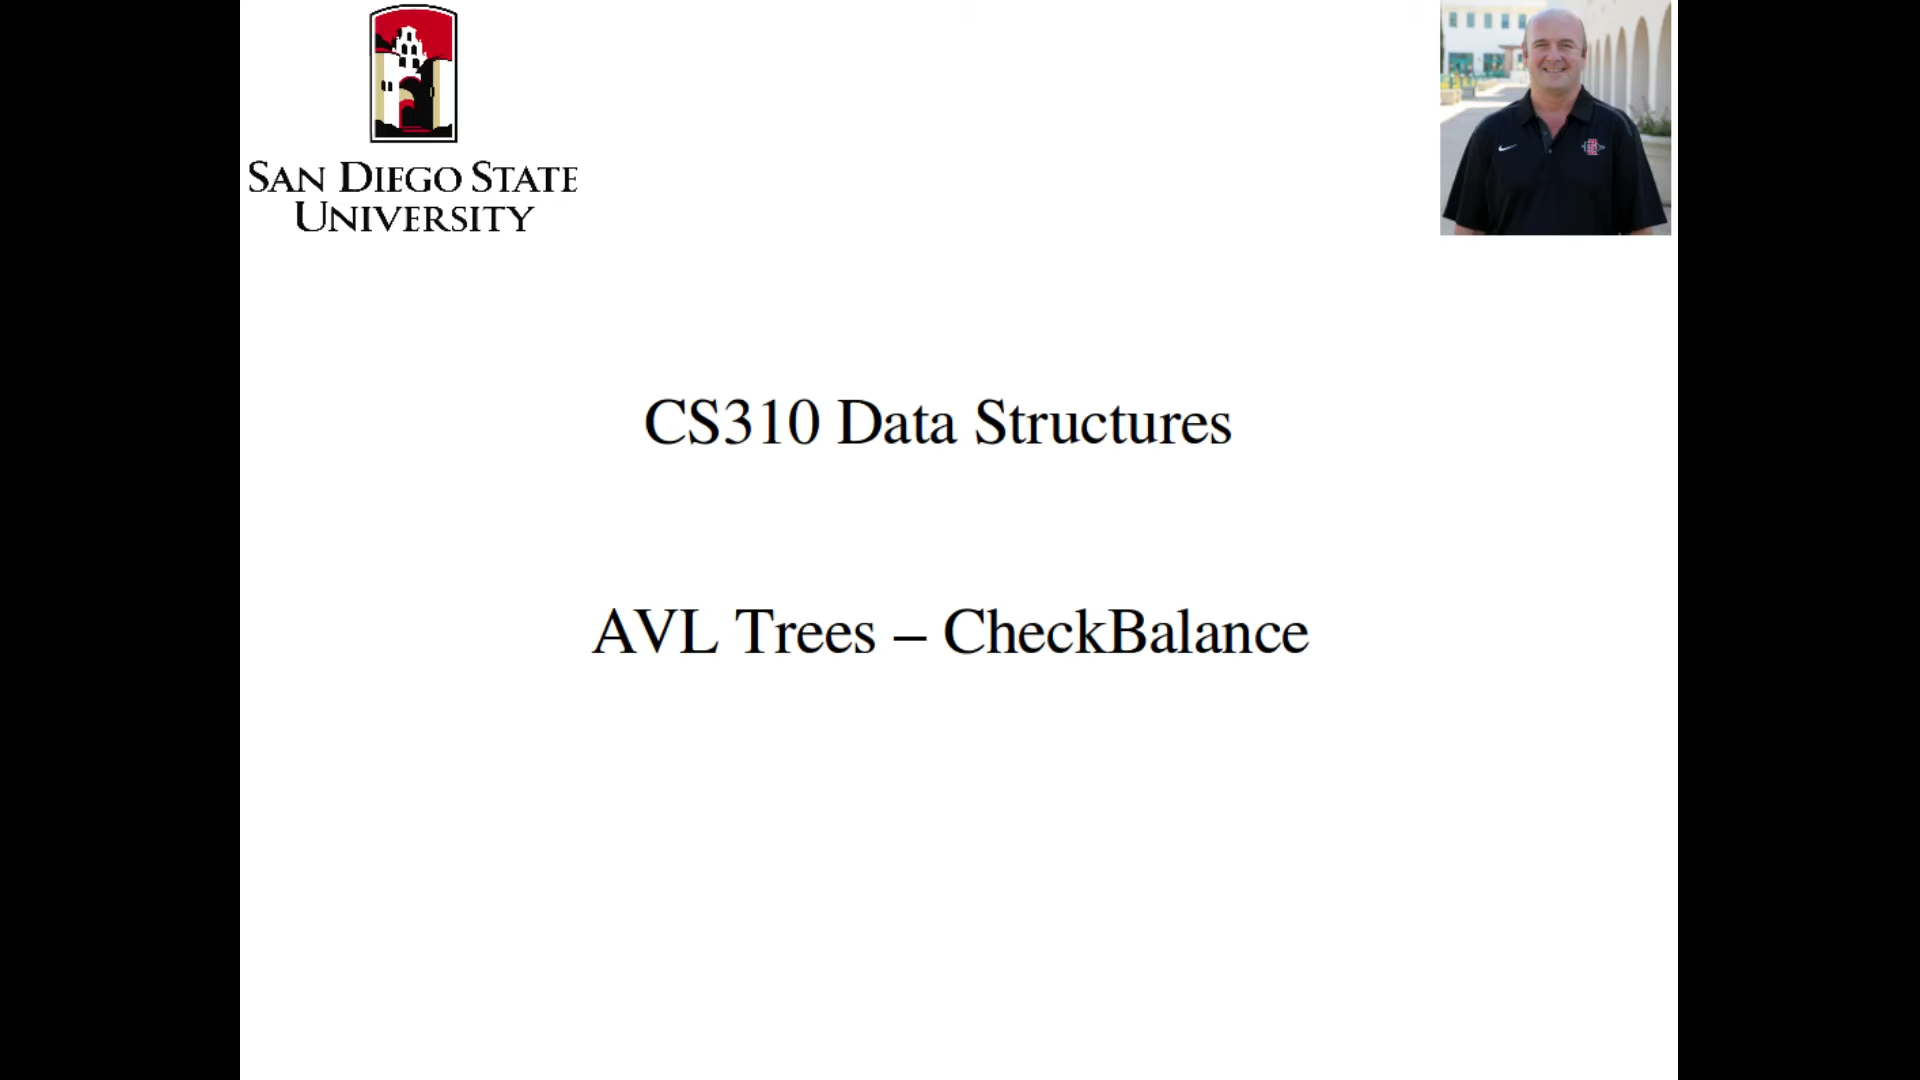 SAN DIEGO STATE
UNIVERSITY
CS310 Data Structures
AVL Trees – CheckBalance